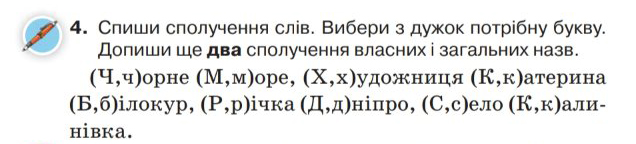 4. Спиши сполучення слів. Вибери з дужок потрібну букву.
Допиши ще два сполучення власних і загальних назв.
(Ч,ч)орне (М,м)оре, (Х,х)удожниця (К,к)атерина
(Б,б)ілокур, (Р,р)ічка (Д,д)ніпро, (С,с)ело (К,к)али-
нівка.